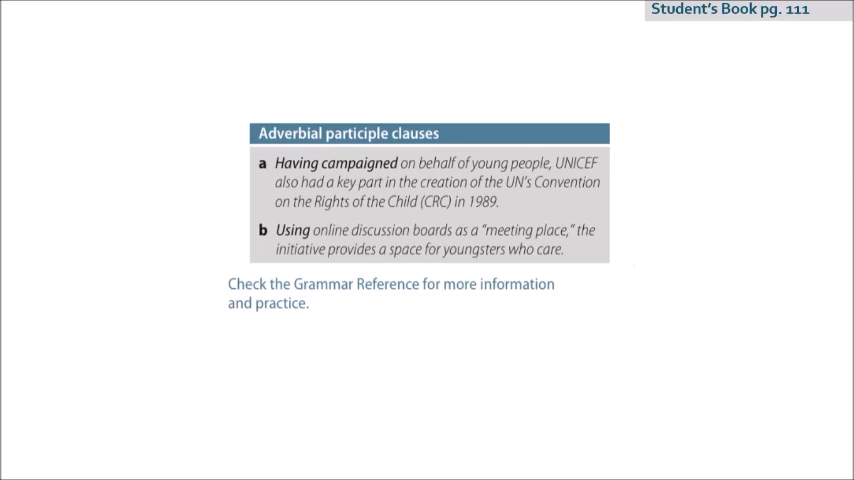 Student's Book pg. 111
Adverbial participle clauses
a Having campaigned on behalf of young people, UNICEF
also had a key part in the creation of the UN's Convention
on the Rights of the Child (CRC) in 1989.
b Using online discussion boards as a "meeting place," the
initiative provides a space for youngsters who care.
Check the Grammar Reference for more information
and practice.